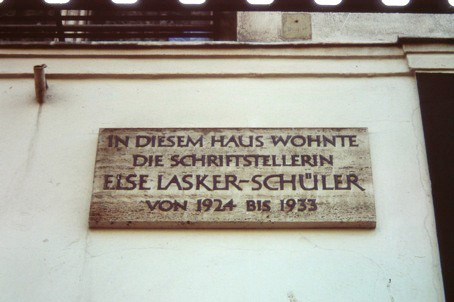 IN DIESEM HAUS WOHNTE
DIE SCHRIFTSTELLERIN
ELSE LASKER-SCHÜLER
VON 1924 BIS 1933